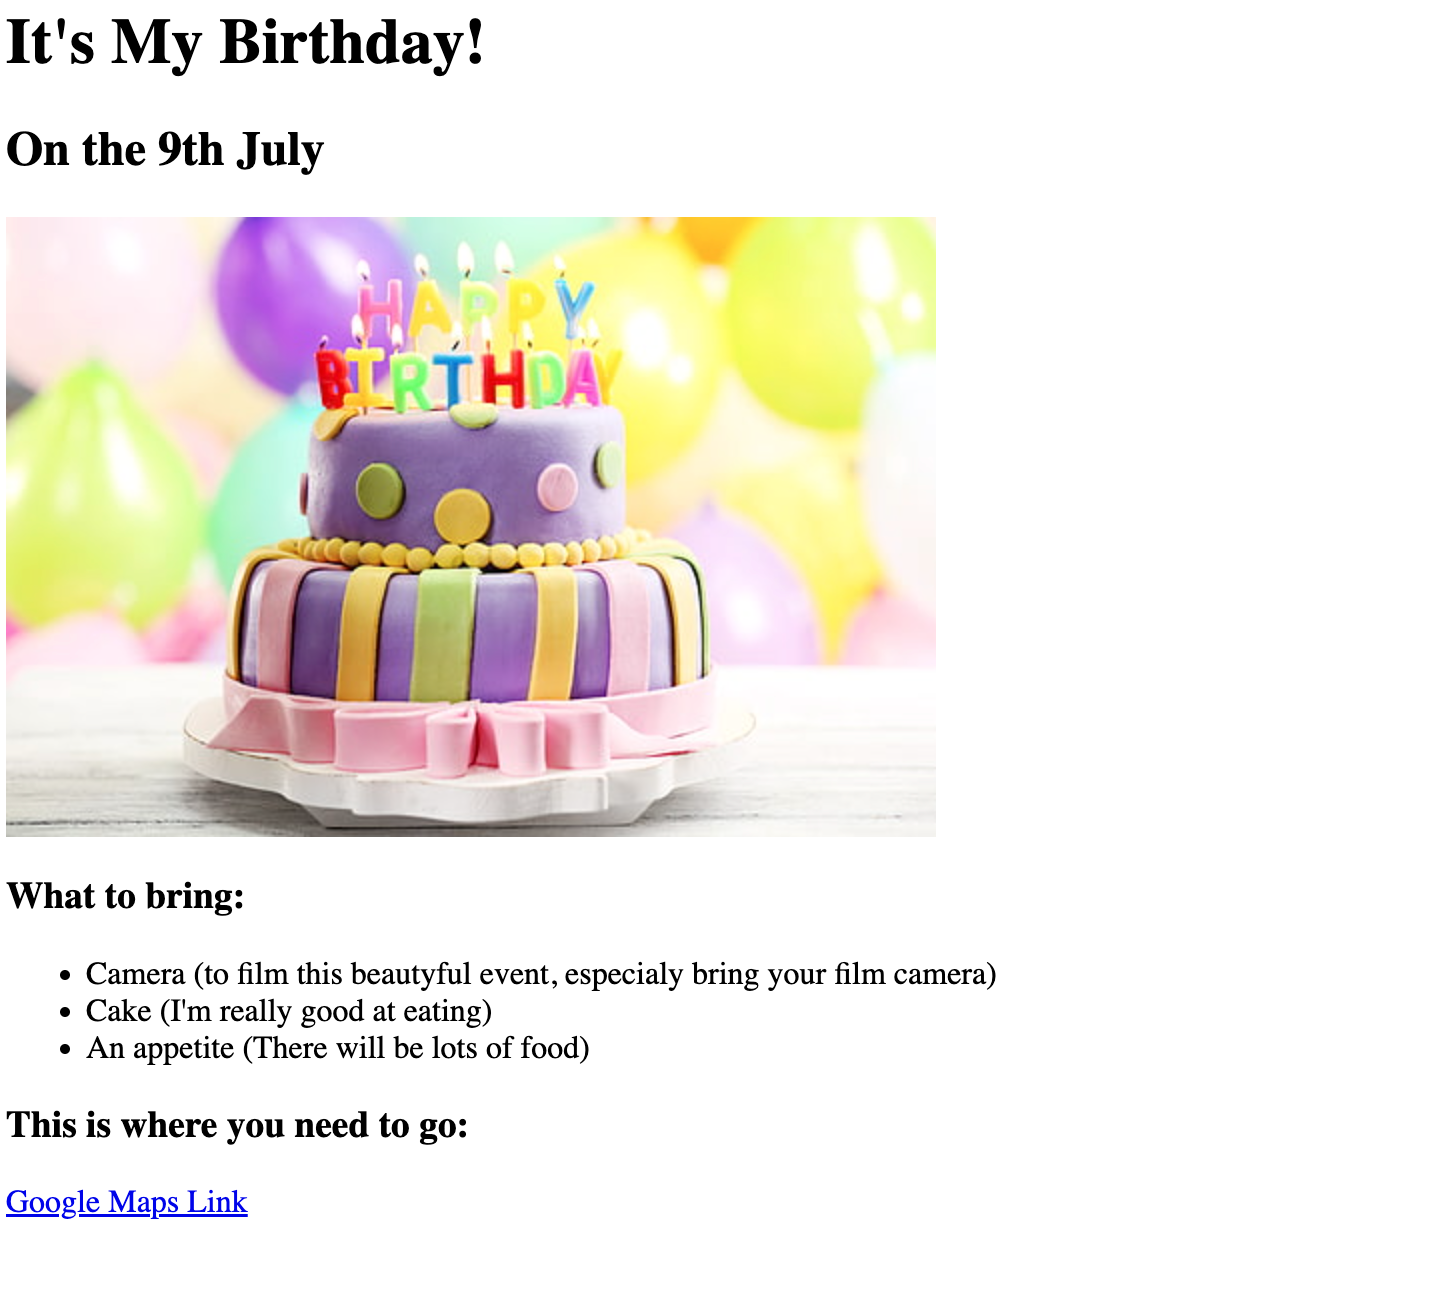 It's My Birthday!
On the 9th July
HAPPY
BIRTHDAY
What to bring:
Camera (to film this beautyful event, especialy bring your film camera)
Cake (I'm really good at eating)
An appetite (There will be lots of food)
This is where you need to go:
Google Maps Link